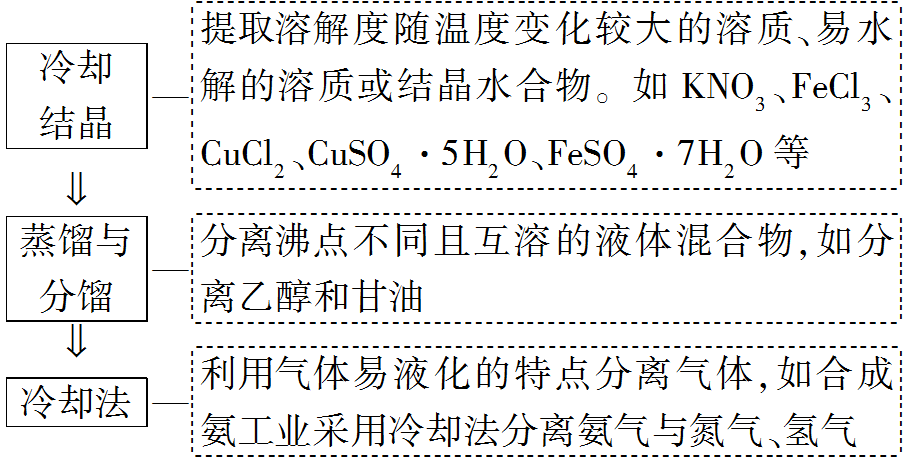 冷却
结晶
提取溶解度随温度变化较大的溶质、易水
解的溶质或结晶水合物。如 KNO₃、FeCl₃、
CuCl₂、CuSO₄·5H₂O、FeSO₄·7H₂O 等
⇓
蒸馏与
分馏
分离沸点不同且互溶的液体混合物,如分
离乙醇和甘油
⇓
冷却法
利用气体易液化的特点分离气体,如合成
氨工业采用冷却法分离氨气与氮气、氢气